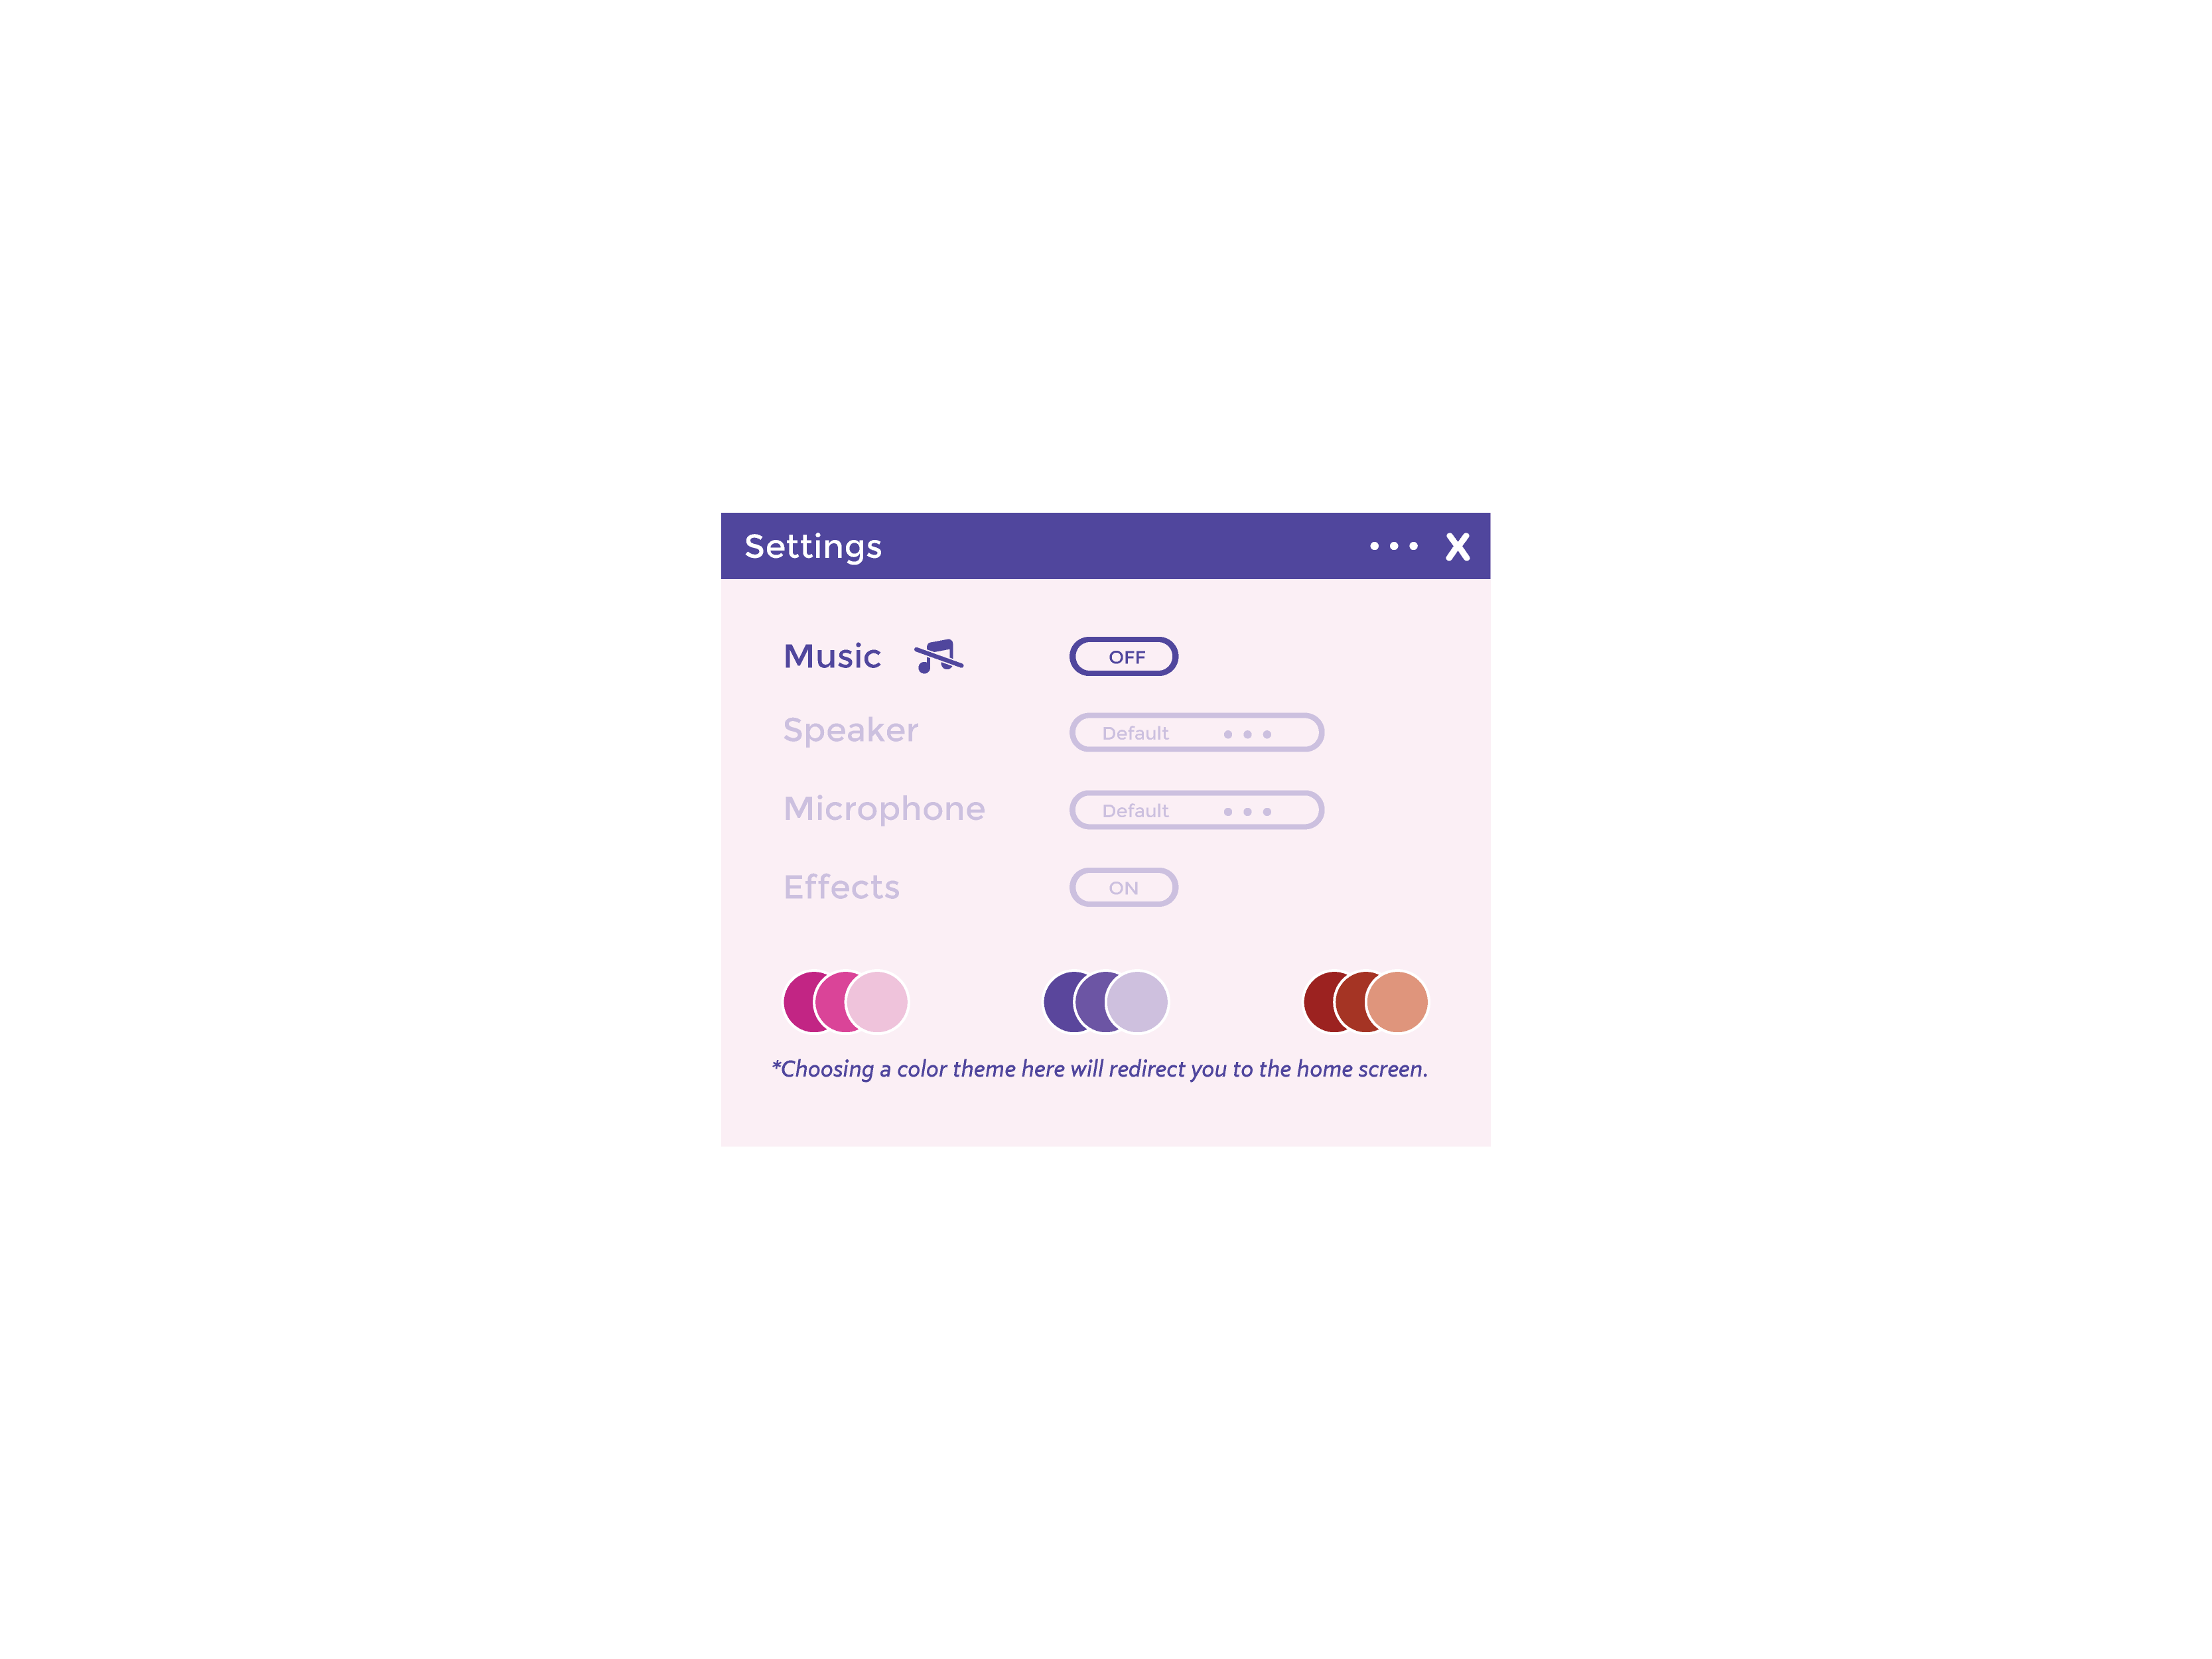 Settings
X
Music
OFF
Speaker
Default
Microphone
Default
Effects
ON
*Choosing a color theme here will redirect you to the home screen.